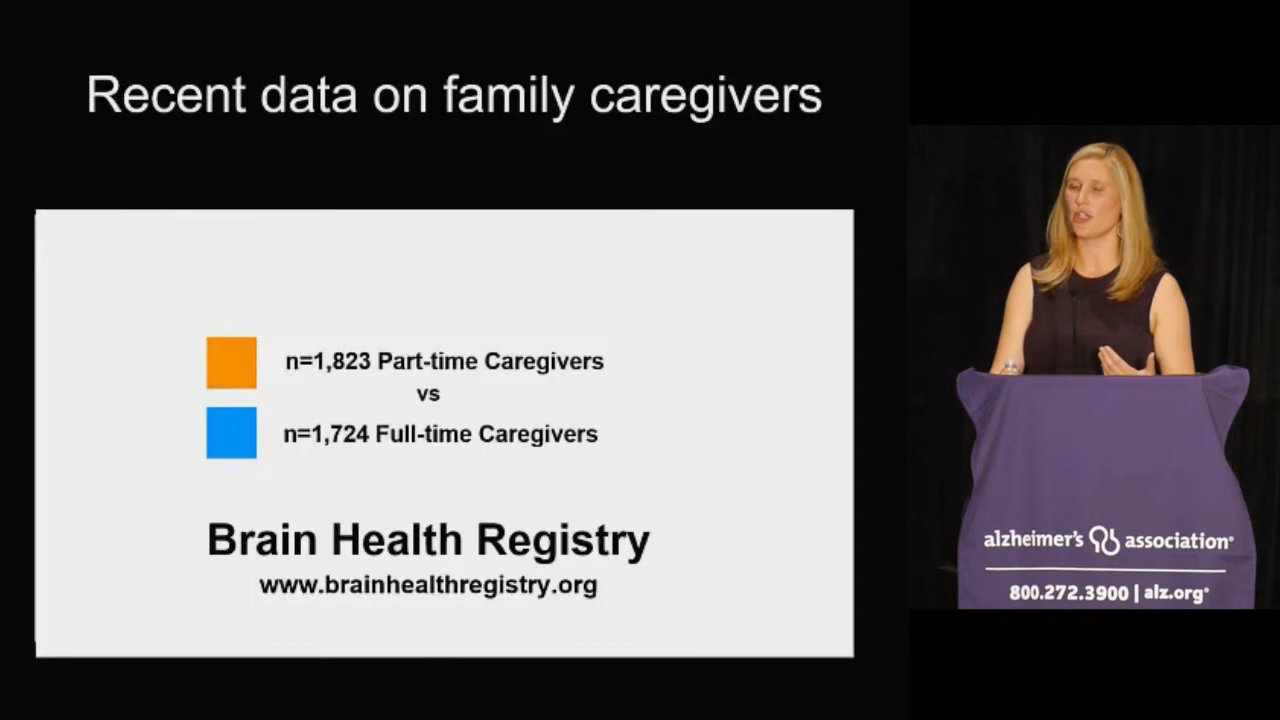 Recent data on family caregivers
n=1,823 Part-time Caregivers
vs
n=1,724 Full-time Caregivers
Brain Health Registry
www.brainhealthregistry.org
alzheimer's association®
800.272.3900 | alz.org®